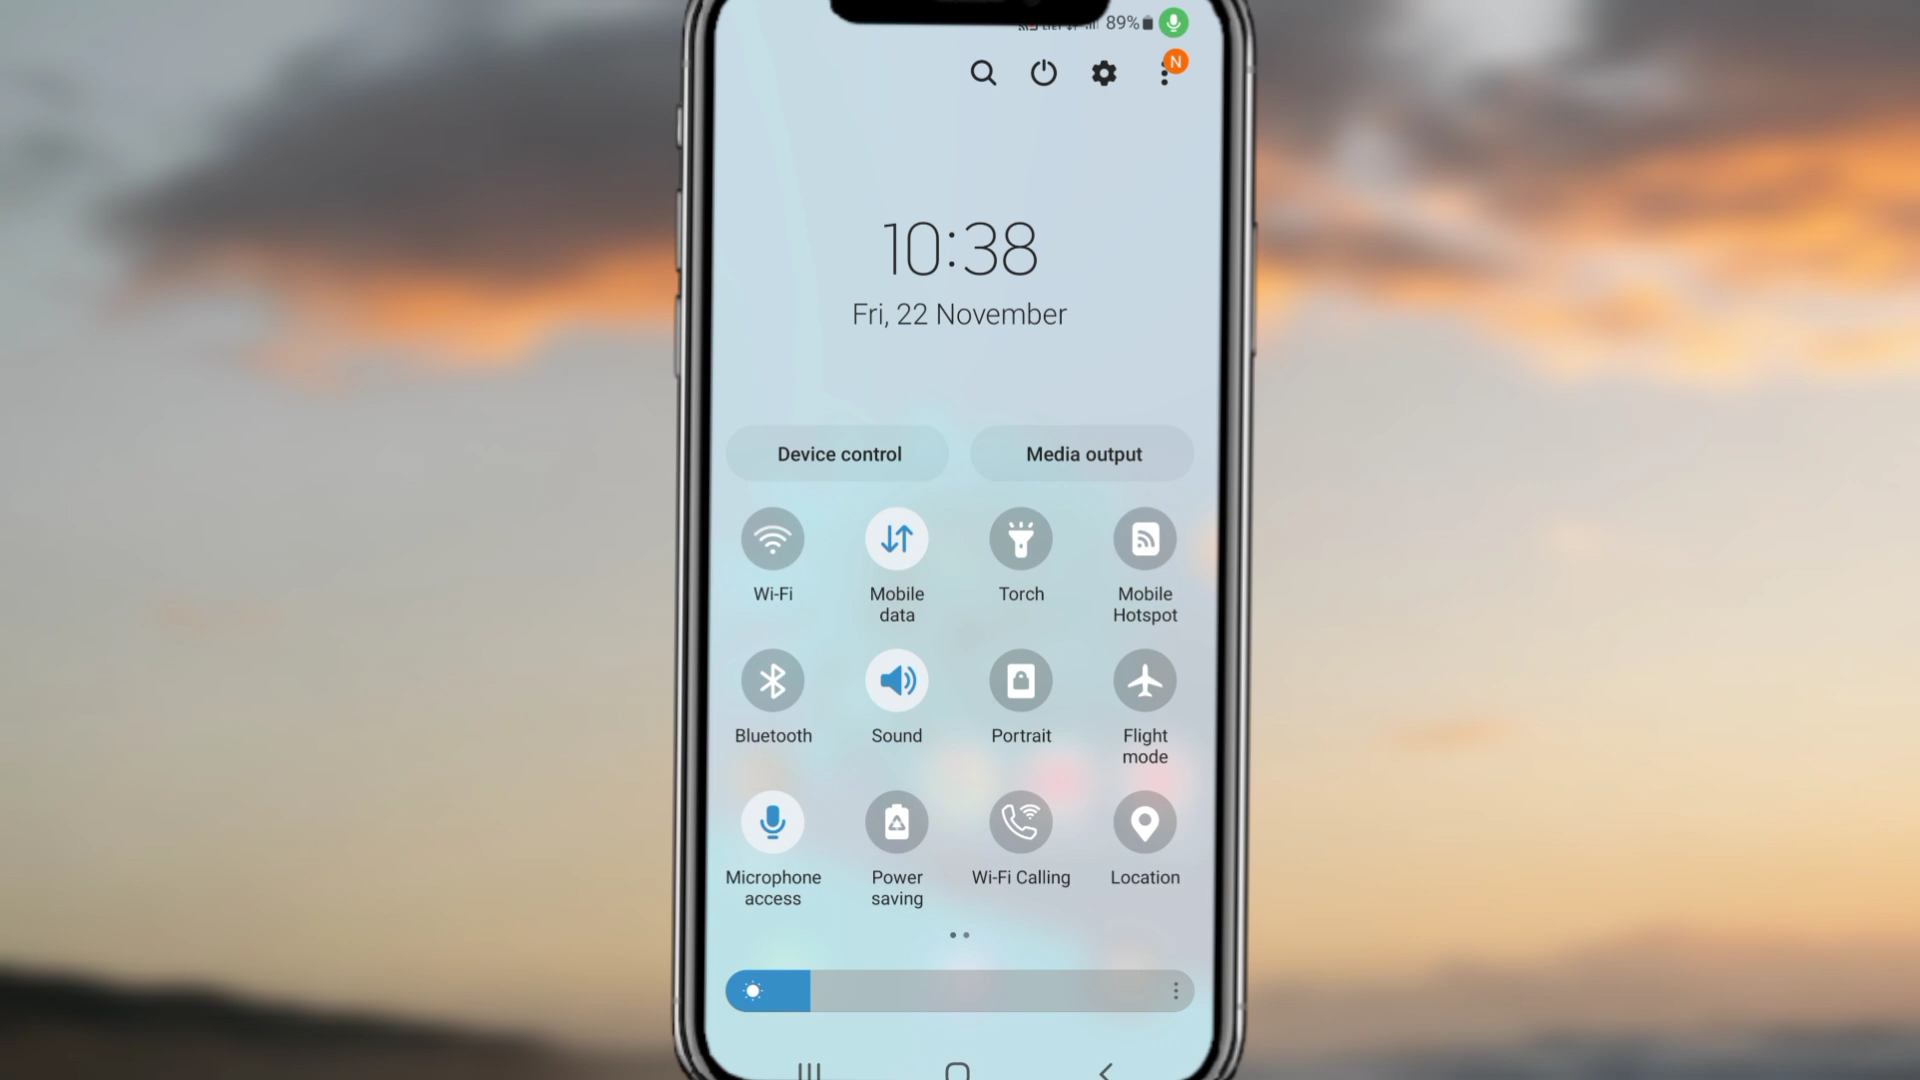 89%
N
10:38
Fri, 22 November
Device control
Media output
Wi-Fi
Mobile
data
Torch
Mobile
Hotspot
Bluetooth
Sound
Portrait
Flight
mode
Microphone
access
Power
saving
Wi-Fi Calling
Location